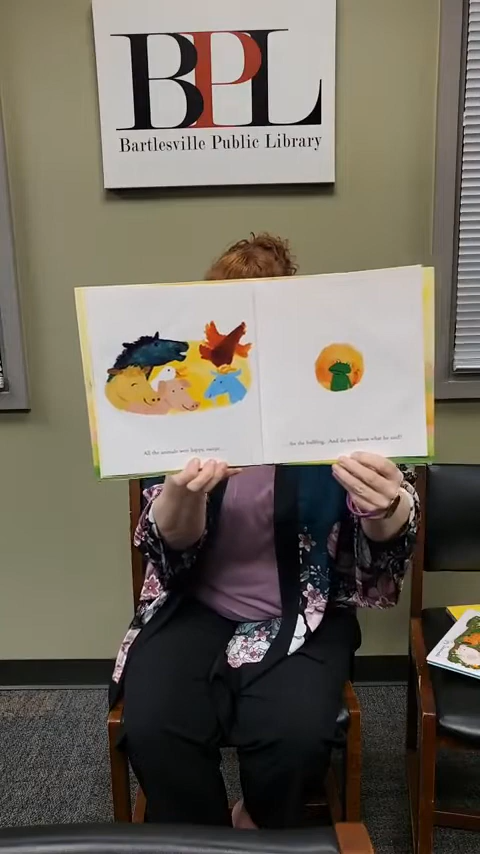 BPL
Bartlesville Public Library
All the animals were happy, except...
for the bullfrog. And do you know what he said?